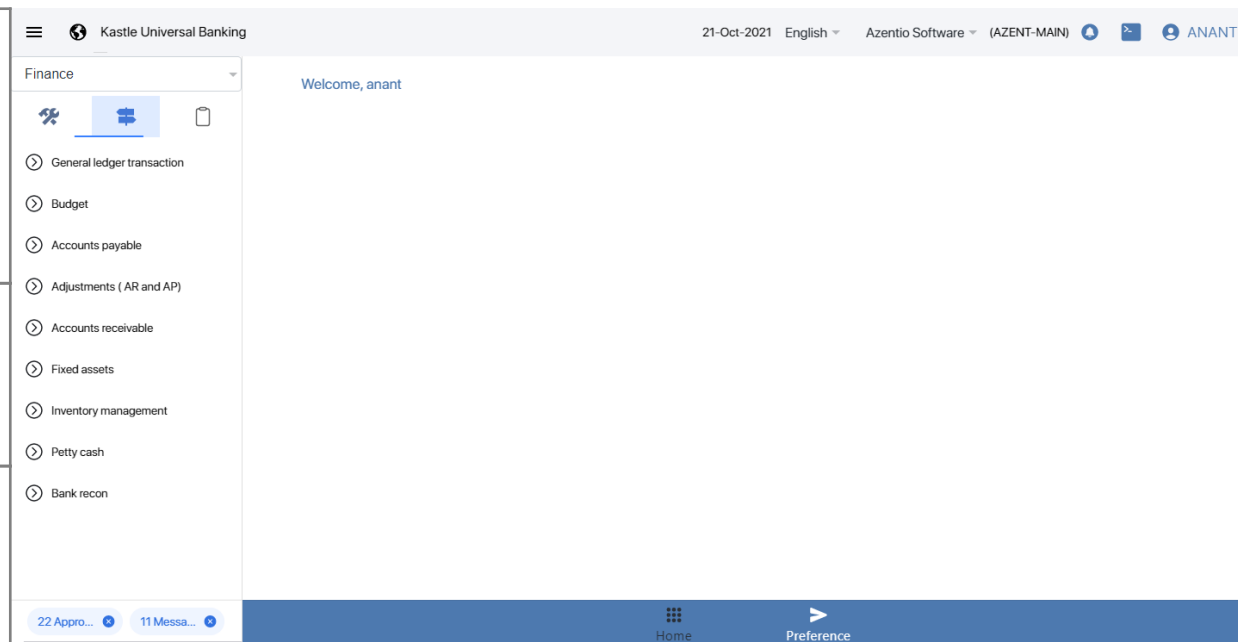 Kastle Universal Banking 21-Oct-2021 English Azentio Software (AZENT-MAIN) ANANT
Finance
Welcome, anant
General ledger transaction
Budget
Accounts payable
Adjustments ( AR and AP)
Accounts receivable
Fixed assets
Inventory management
Petty cash
Bank recon
22 Appro... 11 Messa...
Home Preference